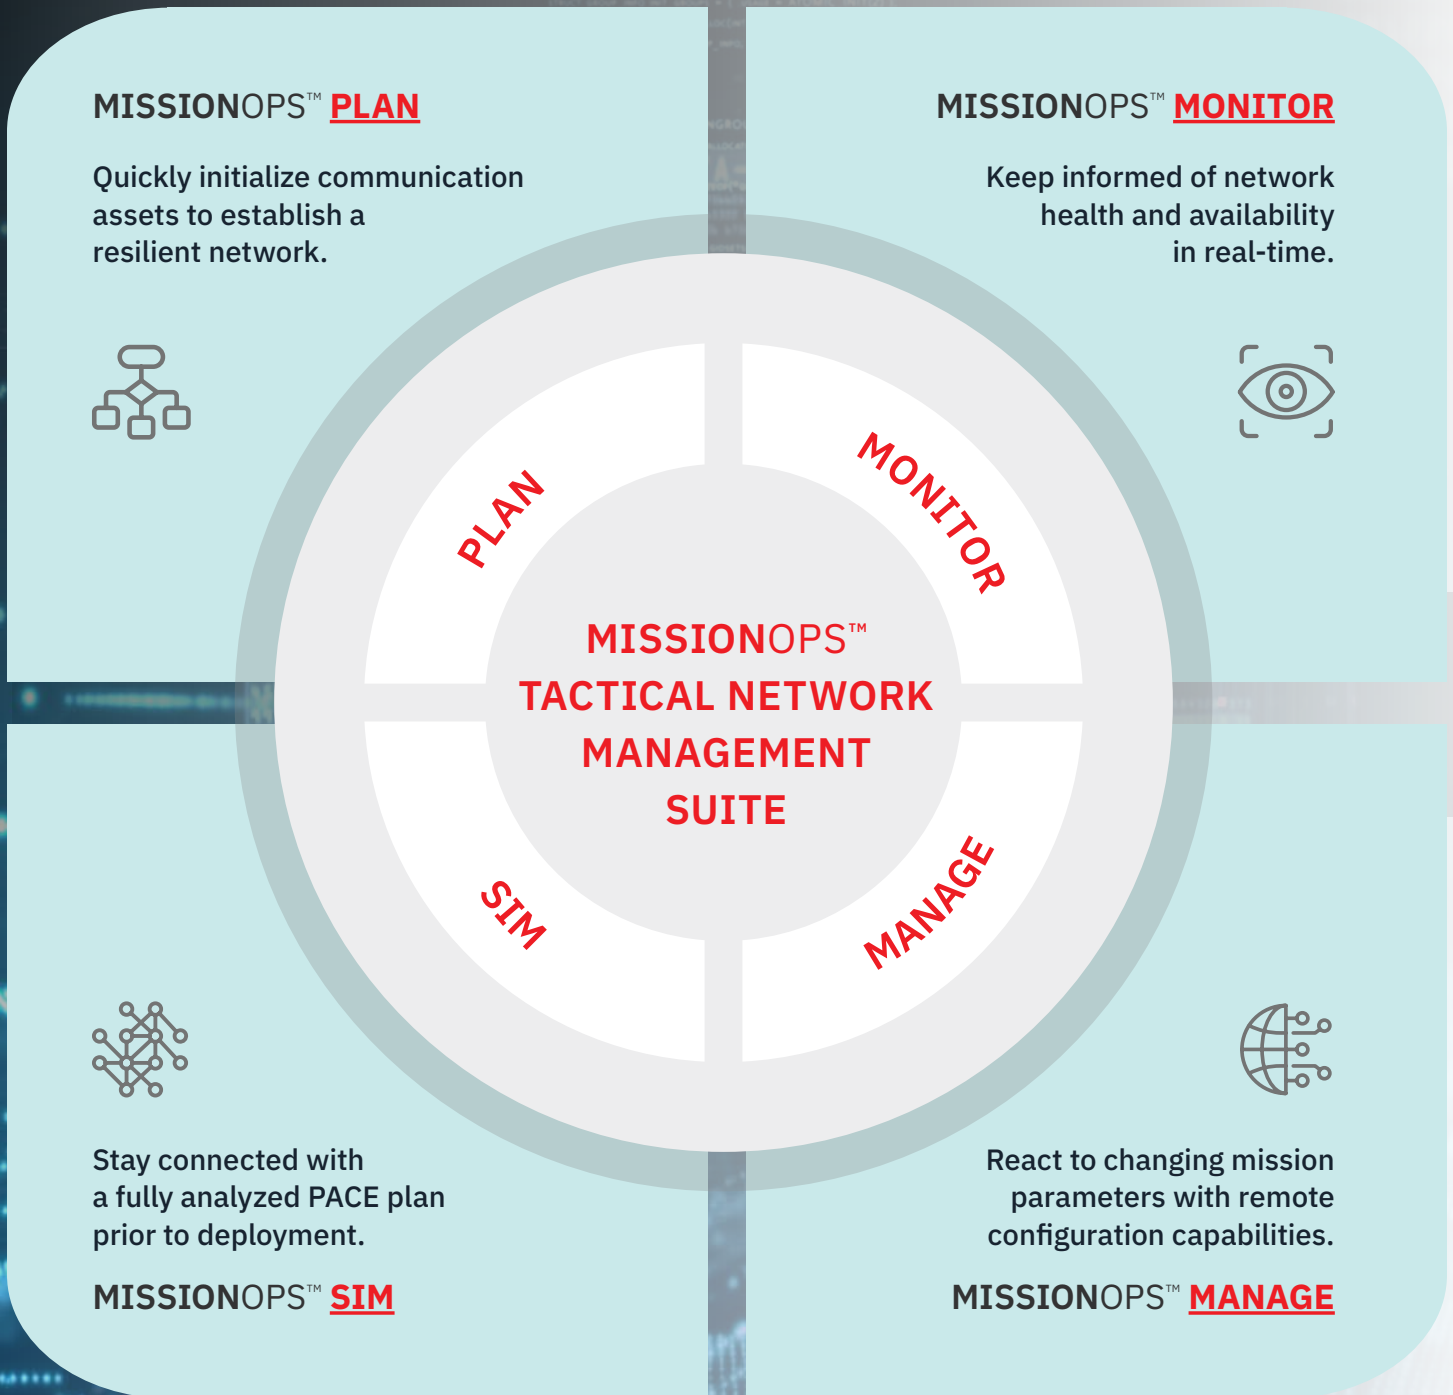 MISSIONOPS™ PLAN
Quickly initialize communication
assets to establish a
resilient network.
MISSIONOPS™ MONITOR
Keep informed of network
health and availability
in real-time.
PLAN
MONITOR
MISSIONOPS™
TACTICAL NETWORK
MANAGEMENT
SUITE
SIM
MANAGE
Stay connected with
a fully analyzed PACE plan
prior to deployment.
MISSIONOPS™ SIM
React to changing mission
parameters with remote
configuration capabilities.
MISSIONOPS™ MANAGE